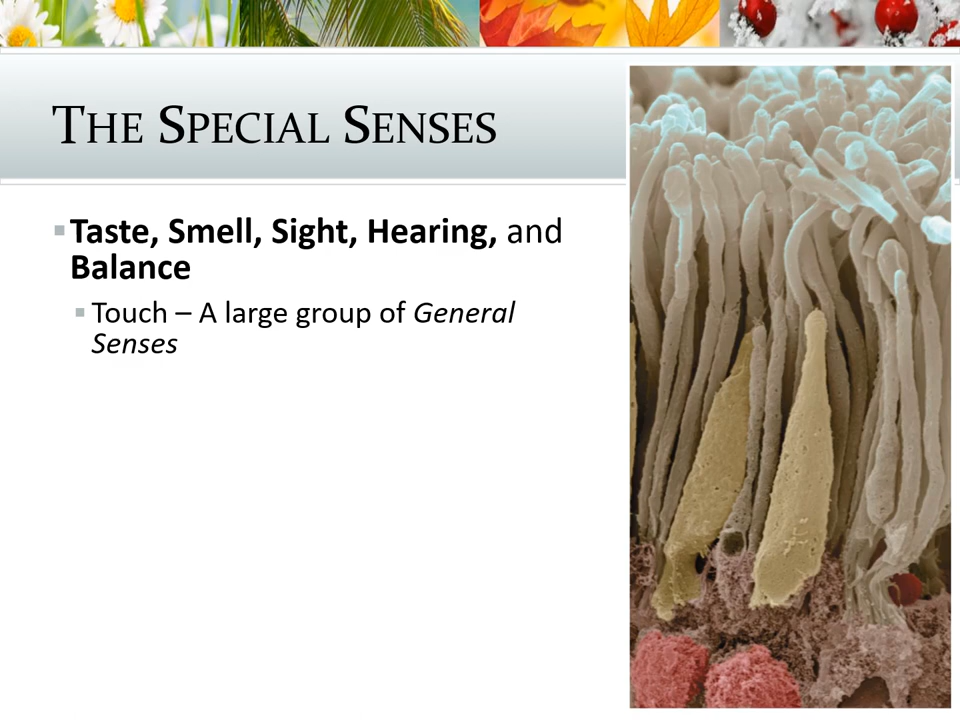 The Special Senses
Taste, Smell, Sight, Hearing, and
Balance
Touch – A large group of General
Senses